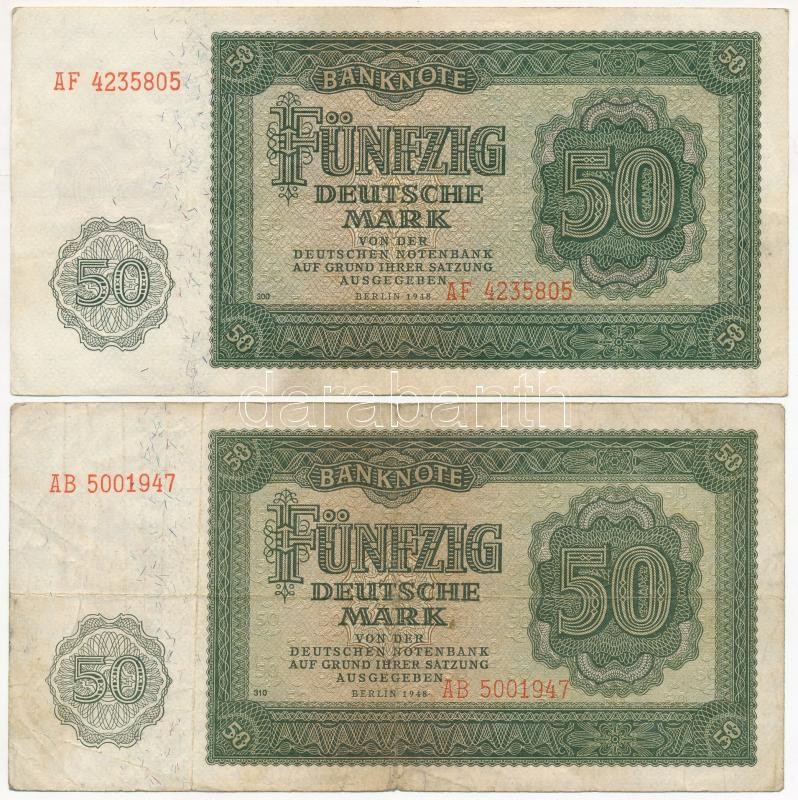 50 50
BANKNOTE
AF 4235805
FÜNFZIG
DEUTSCHE
MARK
50
VON DER
DEUTSCHEN NOTENBANK
AUF GRUND IHRER SATZUNG
AUSGEGEBEN
50
300 BERLIN 1948 AF 4235805
50 50
darabanth
50 50
BANKNOTE
AB 5001947
FÜNFZIG
DEUTSCHE
MARK
50
VON DER
DEUTSCHEN NOTENBANK
AUF GRUND IHRER SATZUNG
AUSGEGEBEN
50
310 BERLIN 1948 AB 5001947
50 50